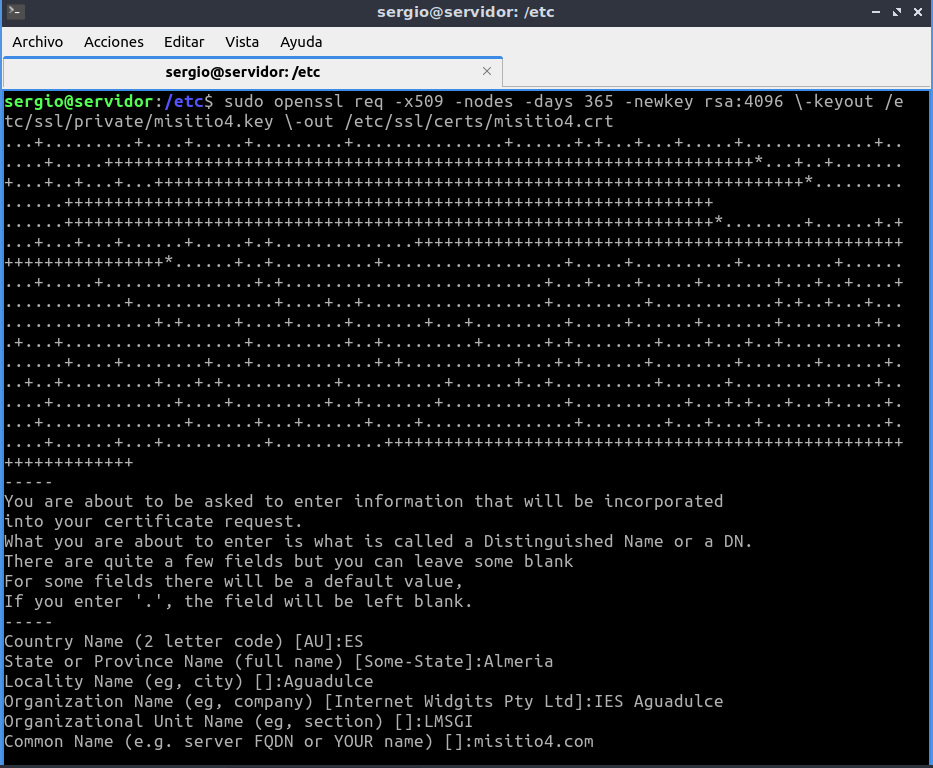 sergio@servidor: /etc
Archivo Acciones Editar Vista Ayuda
sergio@servidor: /etc
sergio@servidor:/etc$ sudo openssl req -x509 -nodes -days 365 -newkey rsa:4096 \-keyout /e
tc/ssl/private/misitio4.key \-out /etc/ssl/certs/misitio4.crt
-----
You are about to be asked to enter information that will be incorporated
into your certificate request.
What you are about to enter is what is called a Distinguished Name or a DN.
There are quite a few fields but you can leave some blank
For some fields there will be a default value,
If you enter '.', the field will be left blank.
-----
Country Name (2 letter code) [AU]:ES
State or Province Name (full name) [Some-State]:Almeria
Locality Name (eg, city) []:Aguadulce
Organization Name (eg, company) [Internet Widgits Pty Ltd]:IES Aguadulce
Organizational Unit Name (eg, section) []:LMSGI
Common Name (e.g. server FQDN or YOUR name) []:misitio4.com